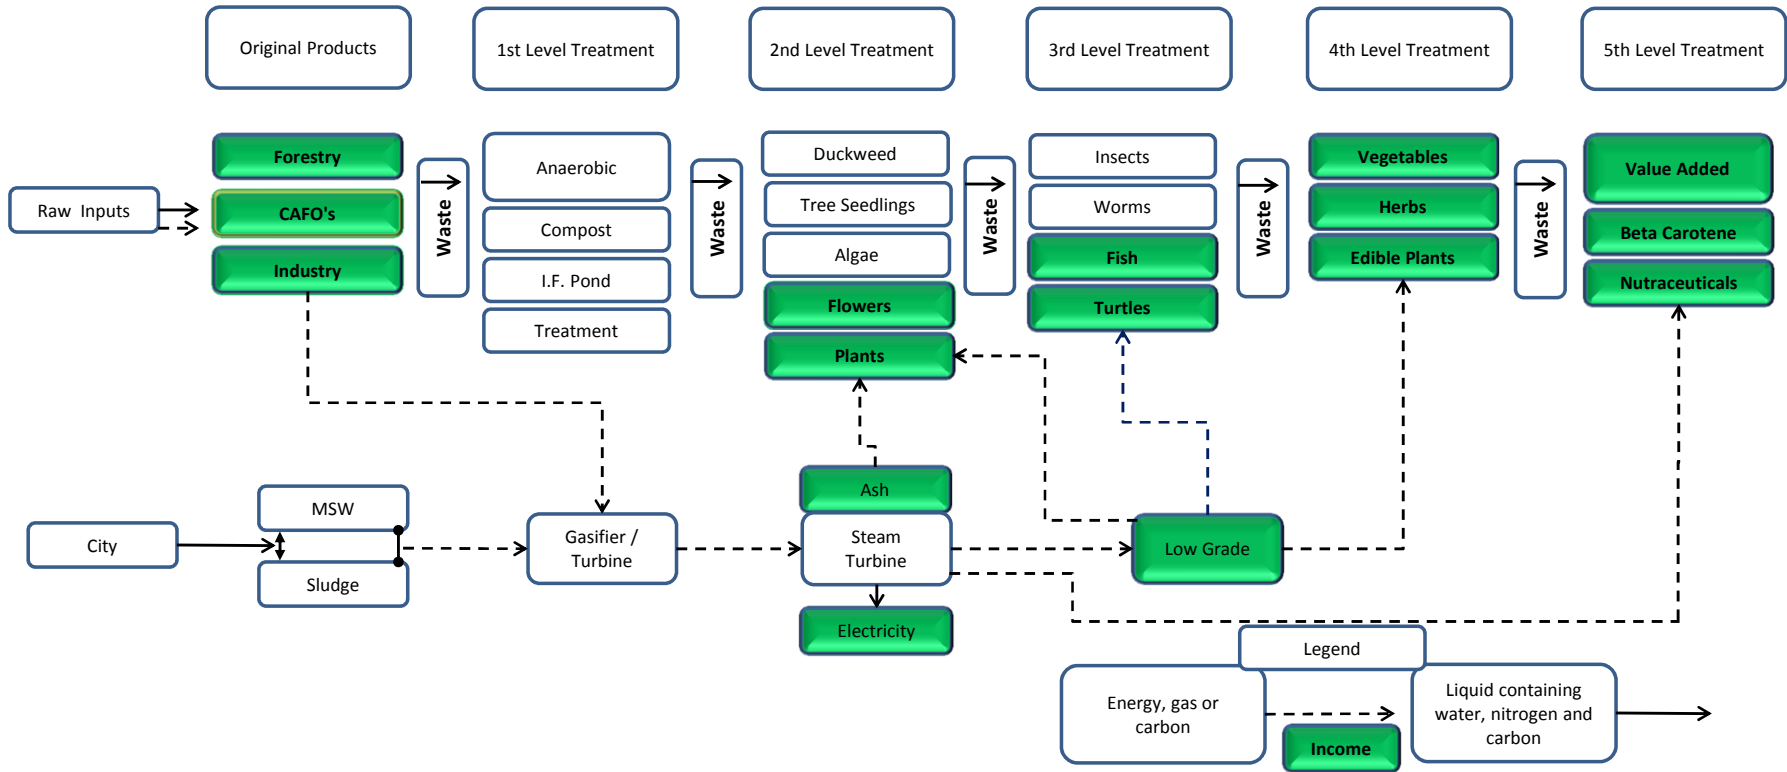 Original Products
1st Level Treatment
2nd Level Treatment
3rd Level Treatment
4th Level Treatment
5th Level Treatment
Raw Inputs
Forestry
CAFO's
Industry
Waste
Anaerobic
Compost
I.F. Pond
Treatment
Waste
Duckweed
Tree Seedlings
Algae
Flowers
Plants
Waste
Insects
Worms
Fish
Turtles
Waste
Vegetables
Herbs
Edible Plants
Waste
Value Added
Beta Carotene
Nutraceuticals
City
MSW
Sludge
Gasifier /
Turbine
Ash
Steam
Turbine
Electricity
Low Grade
Legend
Energy, gas or
carbon
Income
Liquid containing
water, nitrogen and
carbon